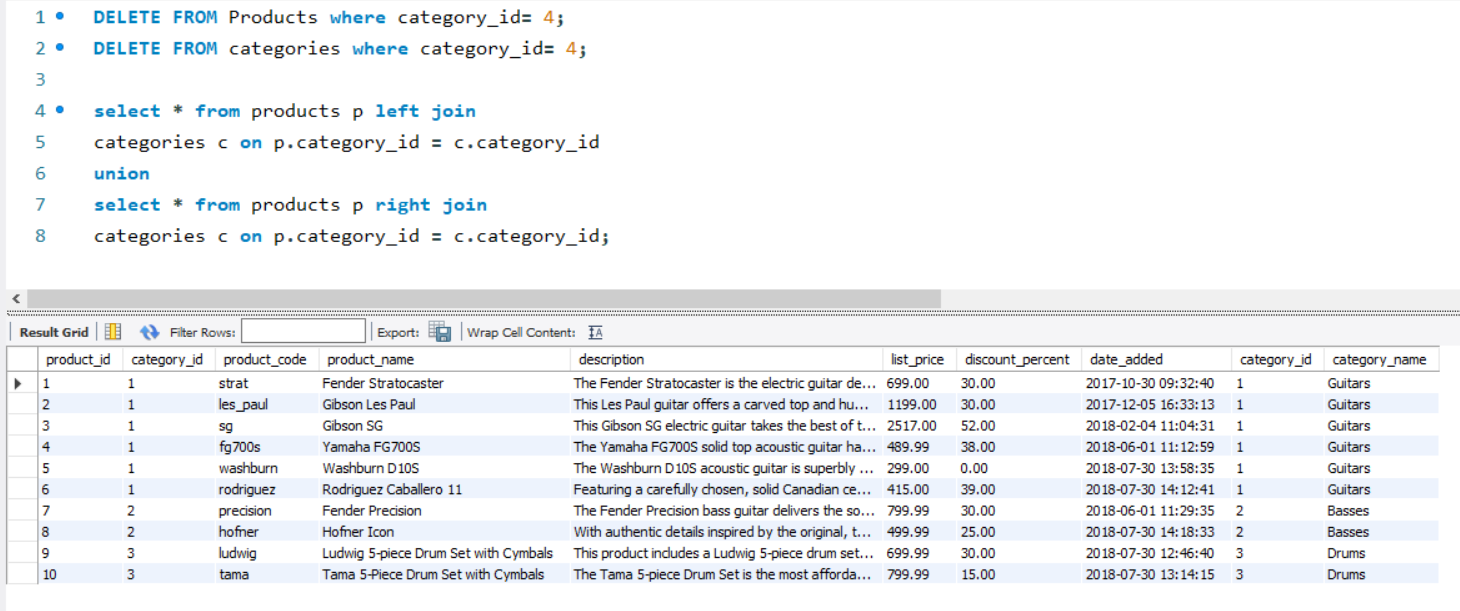 1 DELETE FROM Products where category_id= 4;
2 DELETE FROM categories where category_id= 4;
3
4 select * from products p left join
5 categories c on p.category_id = c.category_id
6 union
7 select * from products p right join
8 categories c on p.category_id = c.category_id;
Result Grid Filter Rows: Export: Wrap Cell Content: IA
product_id category_id product_code product_name description list_price discount_percent date_added category_id category_name
1 1 strat Fender Stratocaster The Fender Stratocaster is the electric guitar de... 699.00 30.00 2017-10-30 09:32:40 1 Guitars
2 1 les_paul Gibson Les Paul This Les Paul guitar offers a carved top and hu... 1199.00 30.00 2017-12-05 16:33:13 1 Guitars
3 1 sg Gibson SG This Gibson SG electric guitar takes the best of t... 2517.00 52.00 2018-02-04 11:04:31 1 Guitars
4 1 fg700s Yamaha FG700S The Yamaha FG700S solid top acoustic guitar ha... 489.99 38.00 2018-06-01 11:12:59 1 Guitars
5 1 washburn Washburn D10S The Washburn D10S acoustic guitar is superbly ... 299.00 0.00 2018-07-30 13:58:35 1 Guitars
6 1 rodriguez Rodriguez Caballero 11 Featuring a carefully chosen, solid Canadian ce... 415.00 39.00 2018-07-30 14:12:41 1 Guitars
7 2 precision Fender Precision The Fender Precision bass guitar delivers the so... 799.99 30.00 2018-06-01 11:29:35 2 Basses
8 2 hofner Hofner Icon With authentic details inspired by the original, t... 499.99 25.00 2018-07-30 14:18:33 2 Basses
9 3 ludwig Ludwig 5-piece Drum Set with Cymbals This product includes a Ludwig 5-piece drum set... 699.99 30.00 2018-07-30 12:46:40 3 Drums
10 3 tama Tama 5-Piece Drum Set with Cymbals The Tama 5-piece Drum Set is the most afforda... 799.99 15.00 2018-07-30 13:14:15 3 Drums